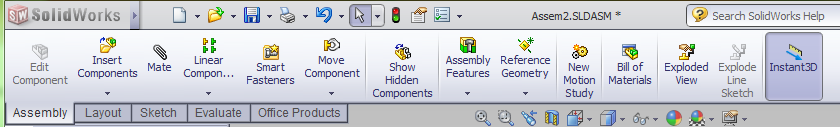 SW SolidWorks
Assem2.SLDASM *
Search SolidWorks Help
Edit
Component
Insert
Components
Mate
Linear
Compon...
Smart
Fasteners
Move
Component
Show
Hidden
Components
Assembly
Features
Reference
Geometry
New
Motion
Study
Bill of
Materials
Exploded
View
Explode
Line
Sketch
Instant3D
Assembly
Layout
Sketch
Evaluate
Office Products